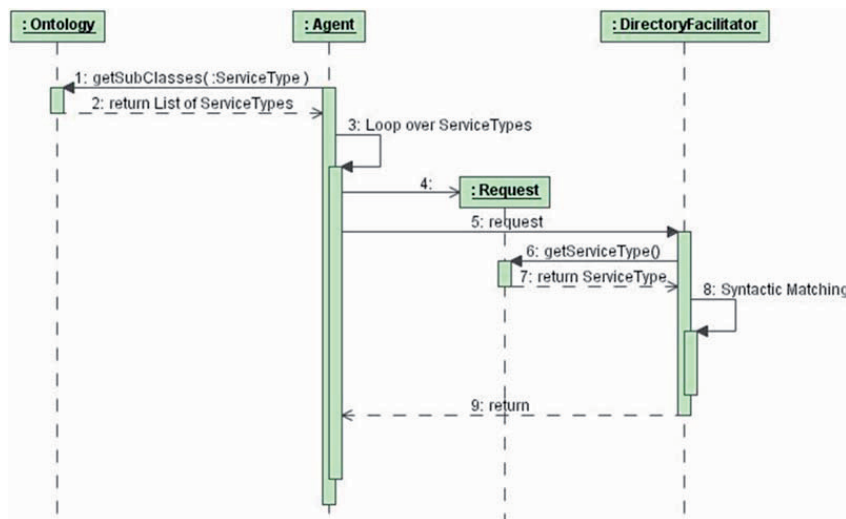 : Ontology
: Agent
: DirectoryFacilitator
1: getSubClasses( :ServiceType )
2: return List of ServiceTypes
3: Loop over ServiceTypes
4:
: Request
5: request
6: getServiceType()
7: return ServiceType
8: Syntactic Matching
9: return